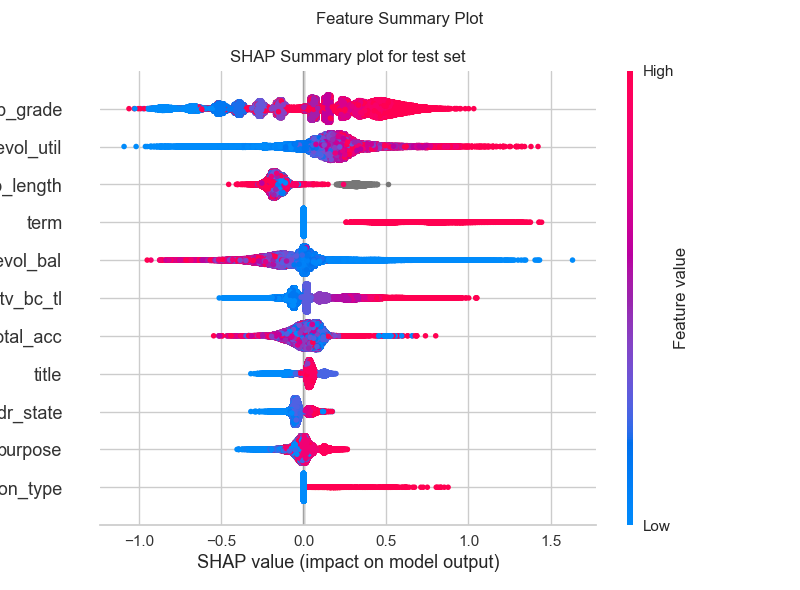 Feature Summary Plot
SHAP Summary plot for test set
High
b_grade
evol_util
_length
term
evol_bal
tv_bc_tl
otal_acc
title
dr_state
purpose
on_type
Feature value
Low
−1.0 −0.5 0.0 0.5 1.0 1.5
SHAP value (impact on model output)